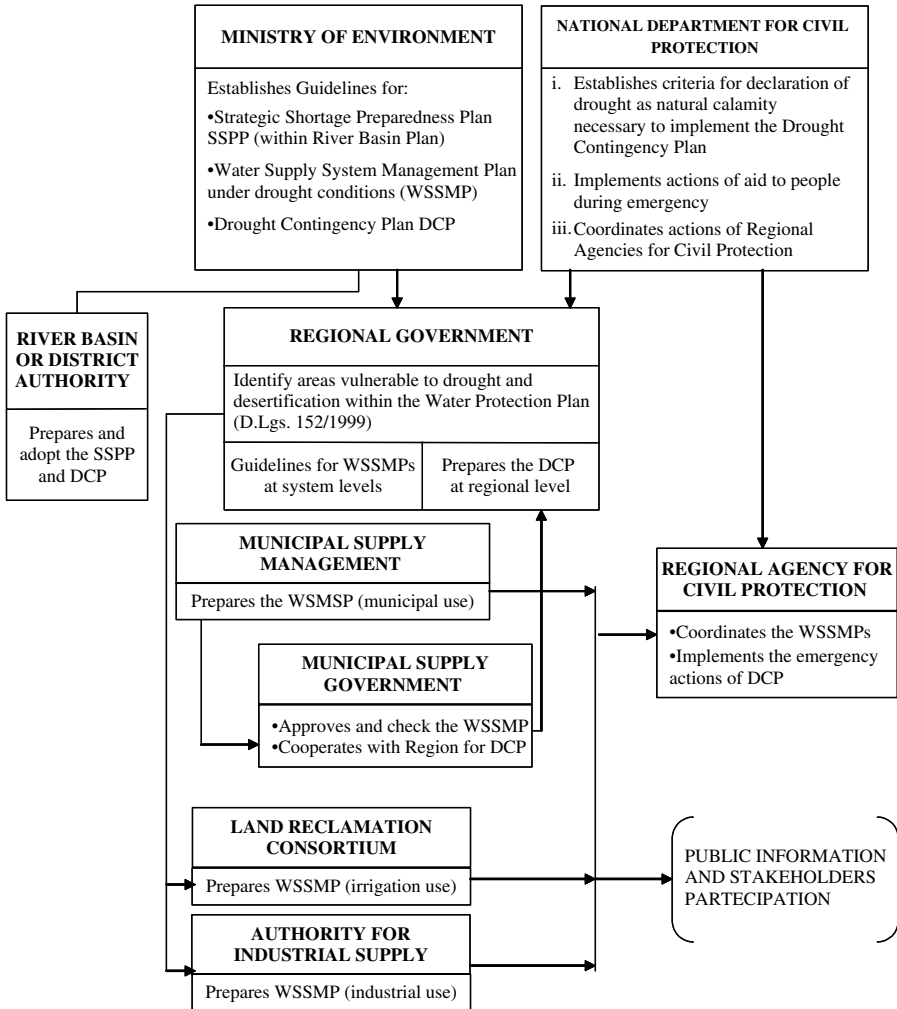 MINISTRY OF ENVIRONMENT
Establishes Guidelines for:
•Strategic Shortage Preparedness Plan
SSPP (within River Basin Plan)
•Water Supply System Management Plan
under drought conditions (WSSMP)
•Drought Contingency Plan DCP
NATIONAL DEPARTMENT FOR CIVIL
PROTECTION
i. Establishes criteria for declaration of
drought as natural calamity
necessary to implement the Drought
Contingency Plan
ii. Implements actions of aid to people
during emergency
iii. Coordinates actions of Regional
Agencies for Civil Protection
RIVER BASIN
OR DISTRICT
AUTHORITY
Prepares and
adopt the SSPP
and DCP
REGIONAL GOVERNMENT
Identify areas vulnerable to drought and
desertification within the Water Protection Plan
(D.Lgs. 152/1999)
Guidelines for WSSMPs
at system levels
Prepares the DCP
at regional level
MUNICIPAL SUPPLY
MANAGEMENT
Prepares the WSMSP (municipal use)
MUNICIPAL SUPPLY
GOVERNMENT
•Approves and check the WSSMP
•Cooperates with Region for DCP
REGIONAL AGENCY FOR
CIVIL PROTECTION
•Coordinates the WSSMPs
•Implements the emergency
actions of DCP
LAND RECLAMATION
CONSORTIUM
Prepares WSSMP (irrigation use)
AUTHORITY FOR
INDUSTRIAL SUPPLY
Prepares WSSMP (industrial use)
PUBLIC INFORMATION
AND STAKEHOLDERS
PARTECIPATION